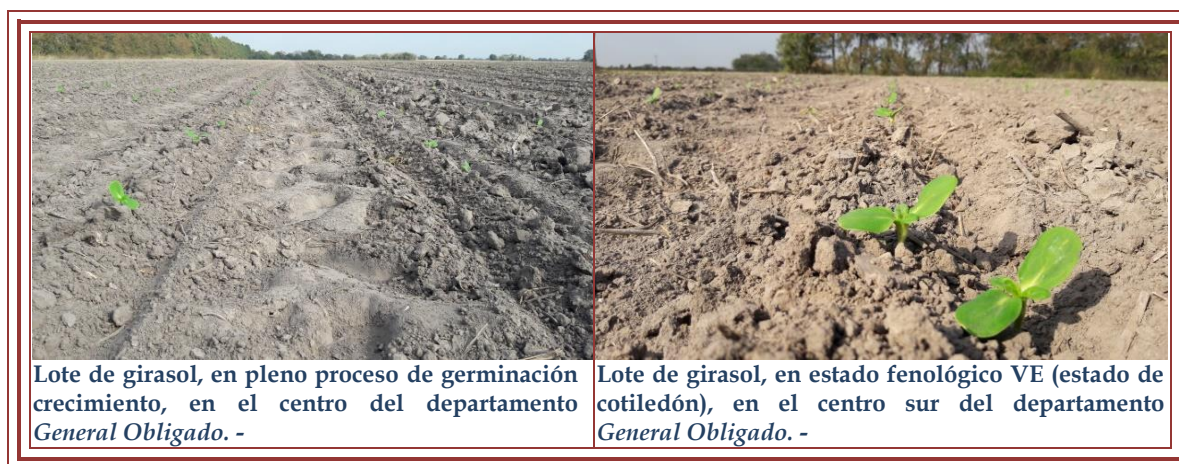 Lote de girasol, en pleno proceso de germinación
crecimiento, en el centro del departamento
General Obligado. -
Lote de girasol, en estado fenológico VE (estado de
cotiledón), en el centro sur del departamento
General Obligado. -